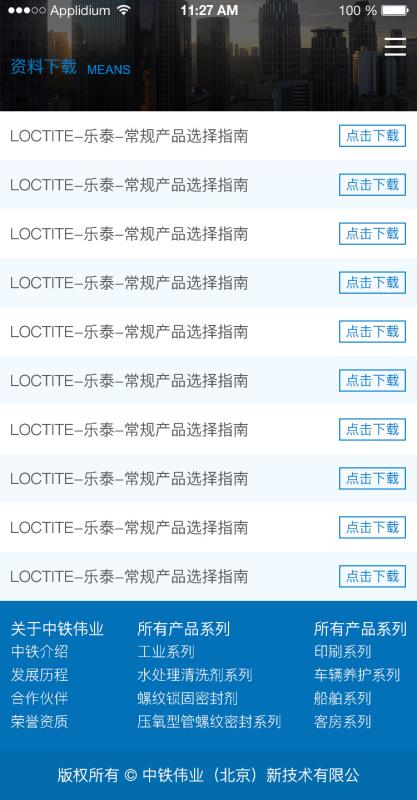 Applidium 11:27 AM 100 %
资料下载 MEANS
LOCTITE-乐泰-常规产品选择指南 点击下载
LOCTITE-乐泰-常规产品选择指南 点击下载
LOCTITE-乐泰-常规产品选择指南 点击下载
LOCTITE-乐泰-常规产品选择指南 点击下载
LOCTITE-乐泰-常规产品选择指南 点击下载
LOCTITE-乐泰-常规产品选择指南 点击下载
LOCTITE-乐泰-常规产品选择指南 点击下载
LOCTITE-乐泰-常规产品选择指南 点击下载
LOCTITE-乐泰-常规产品选择指南 点击下载
LOCTITE-乐泰-常规产品选择指南 点击下载
关于中铁伟业 所有产品系列 所有产品系列
中铁介绍 工业系列 印刷系列
发展历程 水处理清洗剂系列 车辆养护系列
合作伙伴 螺纹锁固密封剂 船舶系列
荣誉资质 压氧型管螺纹密封系列 客房系列
版权所有 © 中铁伟业（北京）新技术有限公